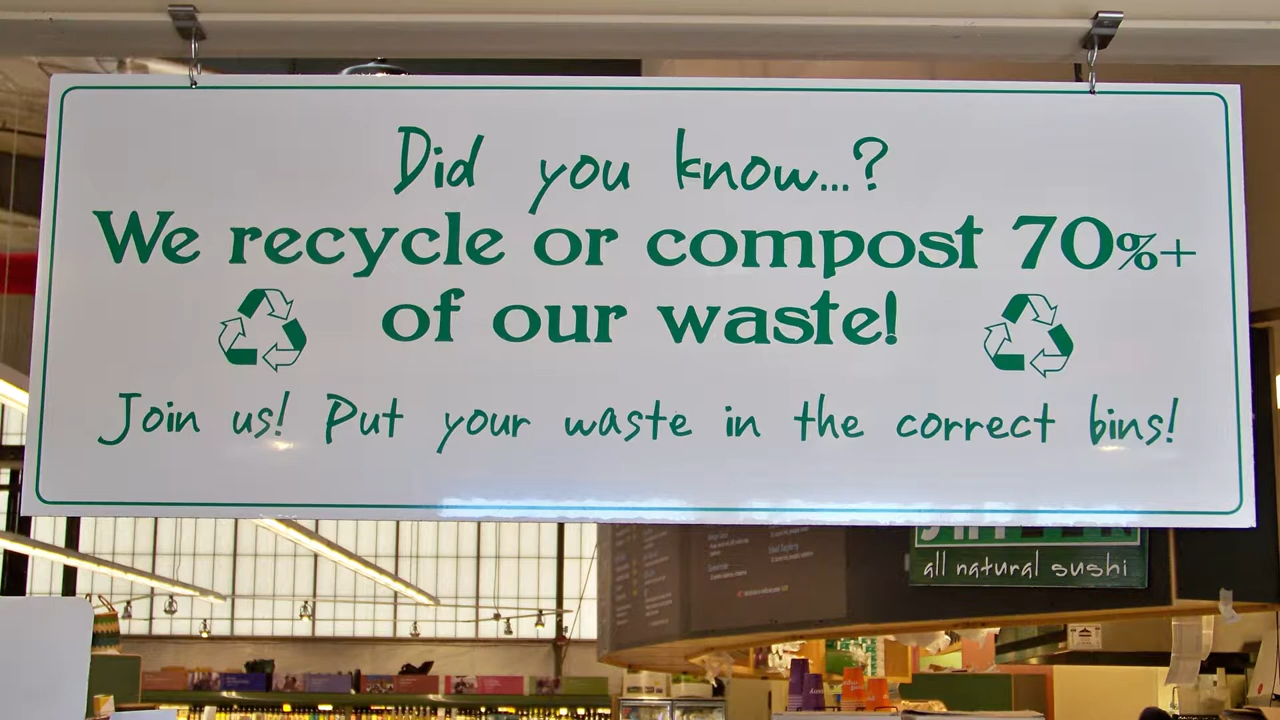 Did you know...?
We recycle or compost 70%+
of our waste!
Join us! Put your waste in the correct bins!
all natural sushi